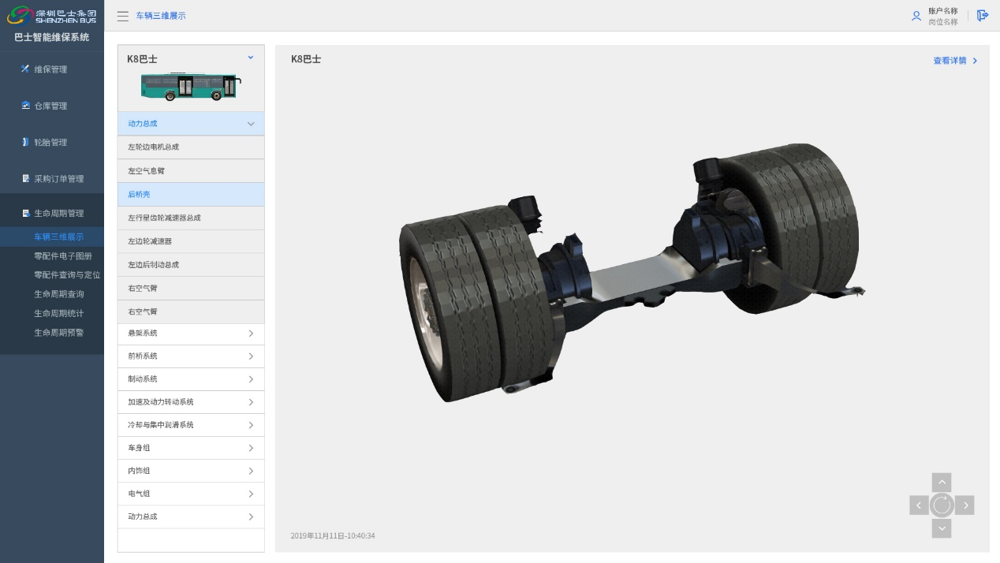 深圳巴士集团
SHENZHEN BUS
巴士智能维保系统
维保管理
仓库管理
轮胎管理
采购订单管理
生命周期管理
车辆三维展示
零配件电子图册
零配件查询与定位
生命周期查询
生命周期统计
生命周期预警
车辆三维展示
账户名称
岗位名称
K8巴士
动力总成
左轮边电机总成
左空气息臂
后桥壳
左行星齿轮减速器总成
左边轮减速器
左边后制动总成
右空气臂
右空气臂
悬架系统
前桥系统
制动系统
加速及动力转动系统
冷却与集中润滑系统
车身组
内饰组
电气组
动力总成
K8巴士
查看详情
2019年11月11日-10:40:34